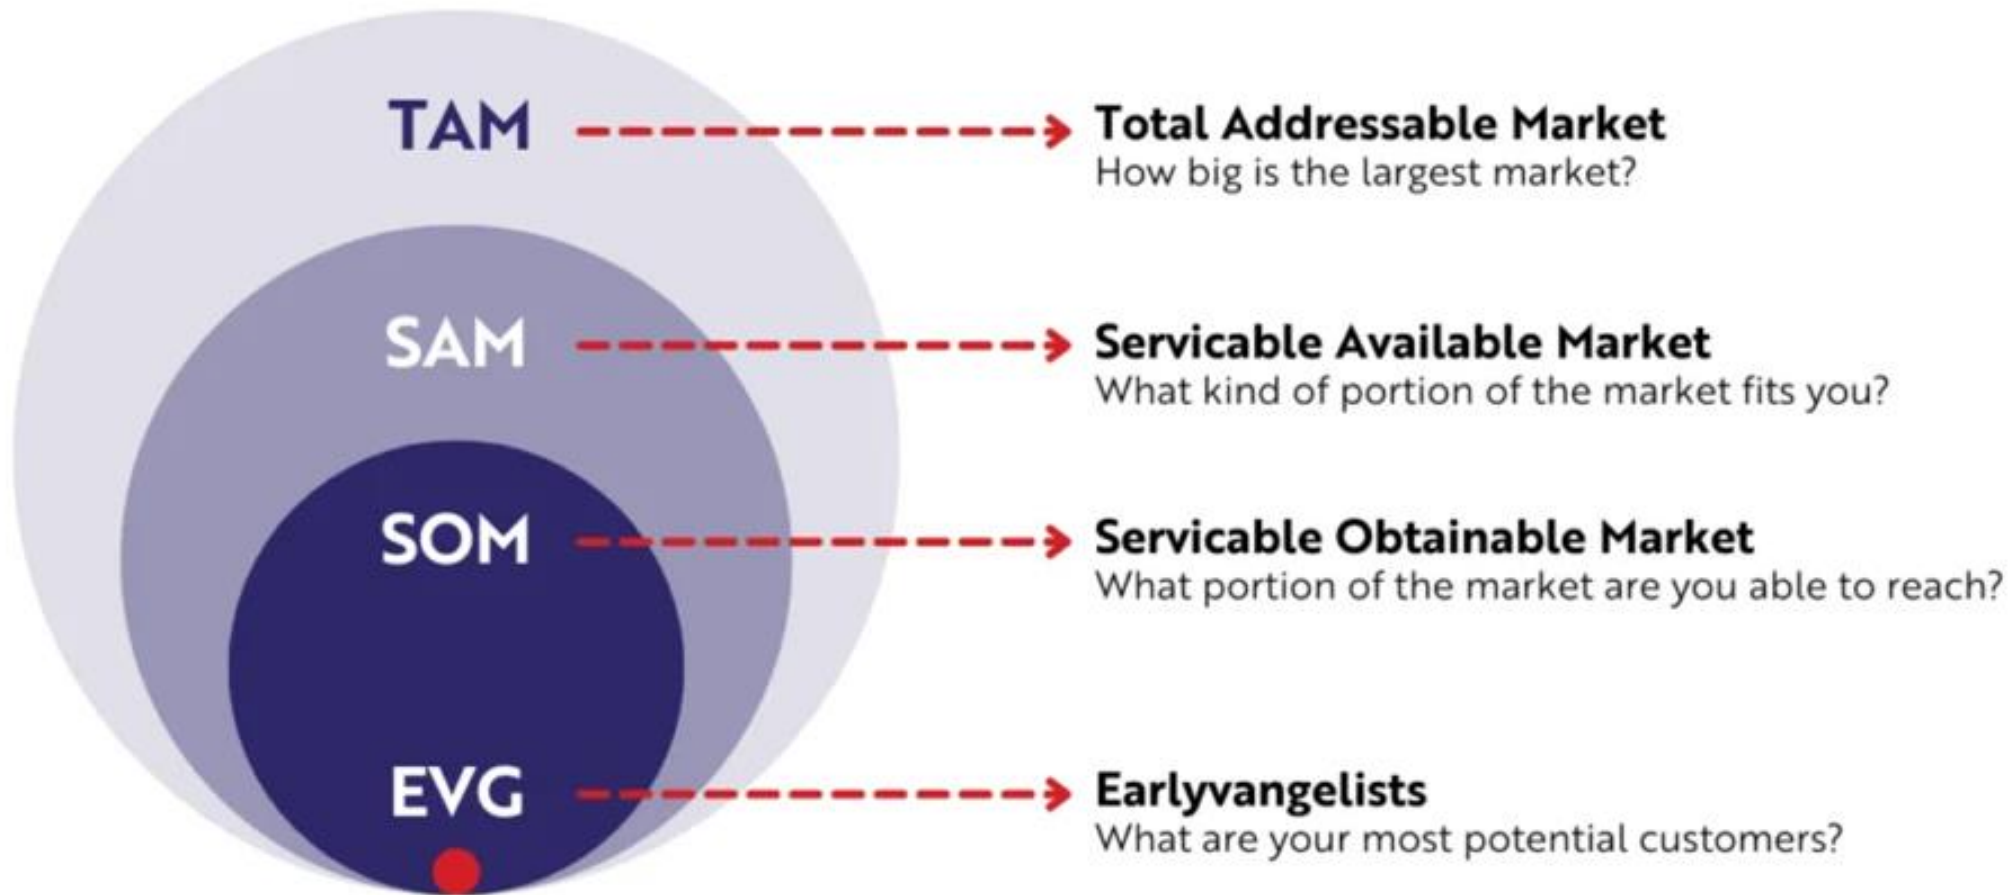 TAM
Total Addressable Market
How big is the largest market?
SAM
Servicable Available Market
What kind of portion of the market fits you?
SOM
Servicable Obtainable Market
What portion of the market are you able to reach?
EVG
Earlyvangelists
What are your most potential customers?